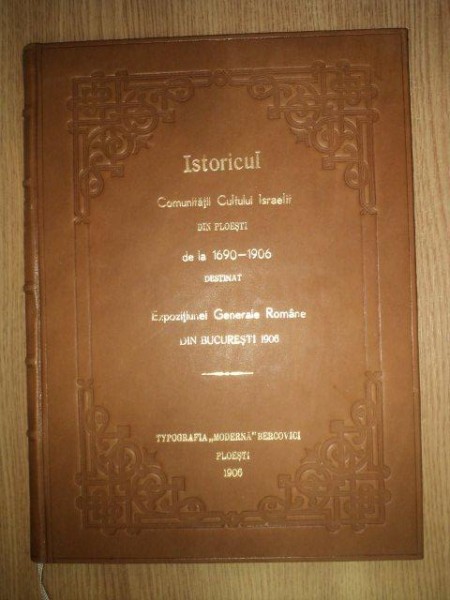 Istoricul
Comunităţii Cultului Israelit
DIN PLOEŞTI
de la 1690-1906
DESTINAT
Expoziţiunei Generale Române
DIN BUCUREŞTI 1906
TYPOGRAFIA „MODERNĂ" BERCOVICI
PLOEŞTI
1906